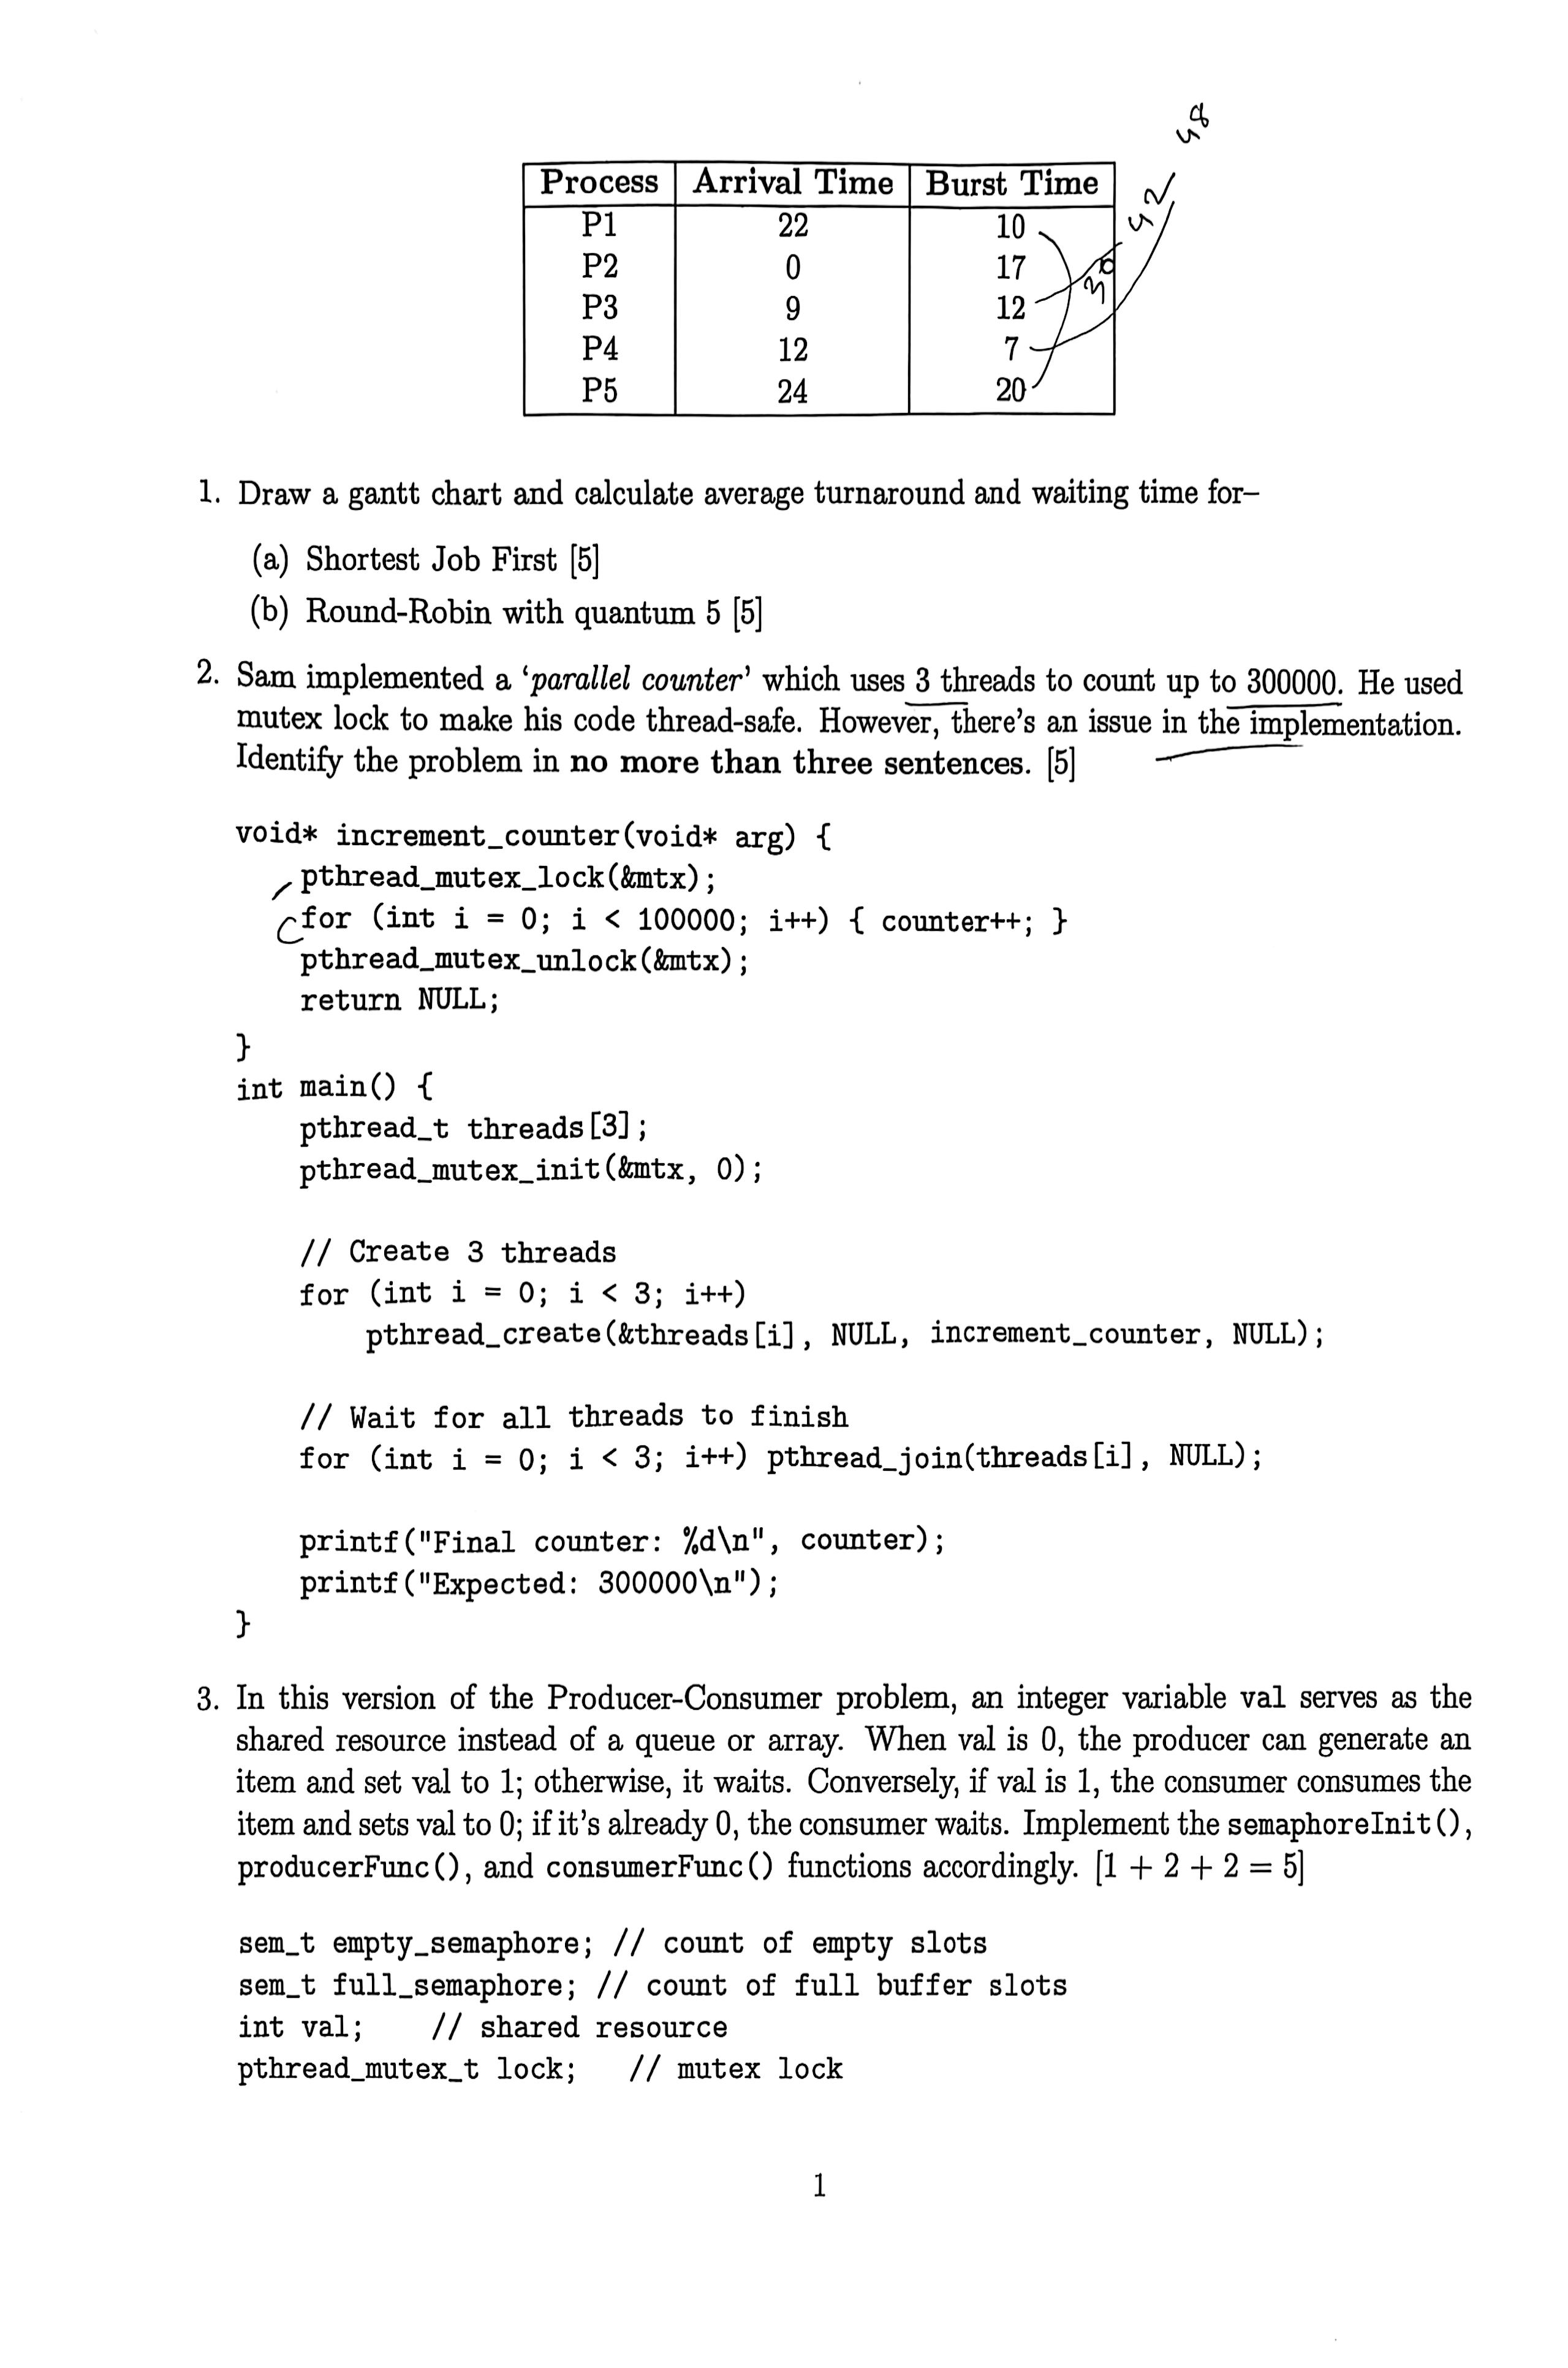 48
Process Arrival Time Burst Time
42
P1 22 10
P2 0 17
30
P3 9 12
P4 12 7
P5 24 20
1. Draw a gantt chart and calculate average turnaround and waiting time for–
(a) Shortest Job First [5]
(b) Round-Robin with quantum 5 [5]
2. Sam implemented a ‘parallel counter’ which uses 3 threads to count up to 300000. He used
mutex lock to make his code thread-safe. However, there’s an issue in the implementation.
Identify the problem in no more than three sentences. [5]
void* increment_counter(void* arg) {
pthread_mutex_lock(&mtx);
for (int i = 0; i < 100000; i++) { counter++; }
pthread_mutex_unlock(&mtx);
return NULL;
}
int main() {
pthread_t threads[3];
pthread_mutex_init(&mtx, 0);
// Create 3 threads
for (int i = 0; i < 3; i++)
pthread_create(&threads[i], NULL, increment_counter, NULL);
// Wait for all threads to finish
for (int i = 0; i < 3; i++) pthread_join(threads[i], NULL);
printf("Final counter: %d\n", counter);
printf("Expected: 300000\n");
}
3. In this version of the Producer-Consumer problem, an integer variable val serves as the
shared resource instead of a queue or array. When val is 0, the producer can generate an
item and set val to 1; otherwise, it waits. Conversely, if val is 1, the consumer consumes the
item and sets val to 0; if it’s already 0, the consumer waits. Implement the semaphoreInit(),
producerFunc(), and consumerFunc() functions accordingly. [1 + 2 + 2 = 5]
sem_t empty_semaphore; // count of empty slots
sem_t full_semaphore; // count of full buffer slots
int val; // shared resource
pthread_mutex_t lock; // mutex lock
1